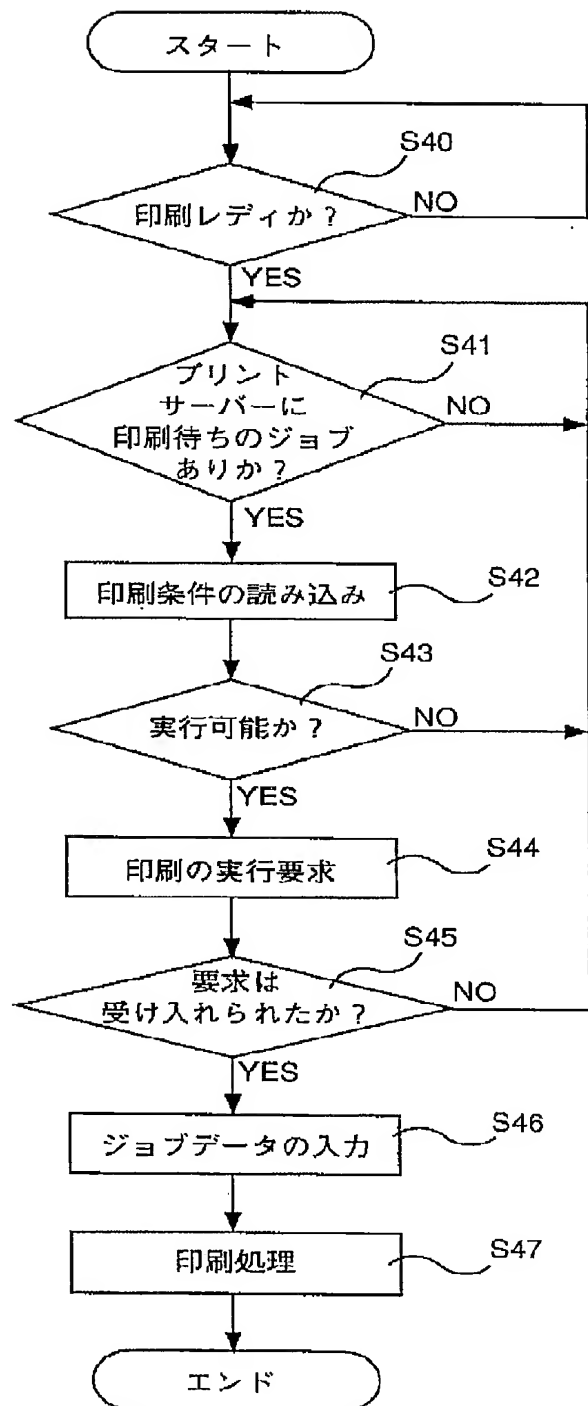 スタート
S40
印刷レディか？
NO
YES
S41
プリント
サーバーに
印刷待ちのジョブ
ありか？
NO
YES
印刷条件の読み込み
S42
S43
実行可能か？
NO
YES
S44
印刷の実行要求
S45
要求は
受け入れられたか？
NO
YES
ジョブデータの入力
S46
印刷処理
S47
エンド